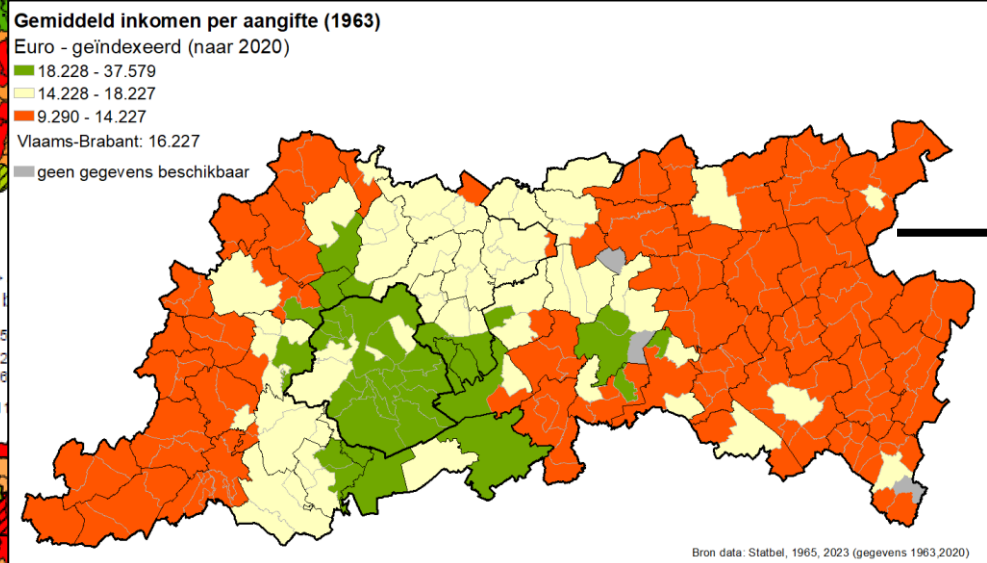 Gemiddeld inkomen per aangifte (1963)
Euro - geïndexeerd (naar 2020)
18.228 - 37.579
14.228 - 18.227
9.290 - 14.227
Vlaams-Brabant: 16.227
geen gegevens beschikbaar
Bron data: Statbel, 1965, 2023 (gegevens 1963,2020)